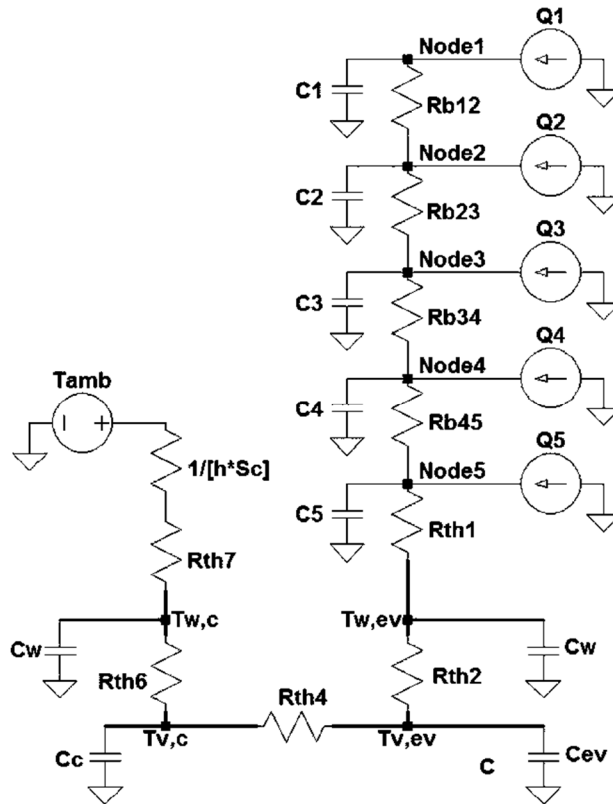 Q1
Node1
C1
Rb12
Q2
Node2
C2
Rb23
Q3
Node3
C3
Rb34
Q4
Node4
Tamb
C4
Rb45
Q5
Node5
1/[h*Sc]
C5
Rth1
Rth7
Tw,c
Tw,ev
Cw
Cw
Rth6
Rth2
Rth4
Tv,c
Tv,ev
Cc
C
Cev